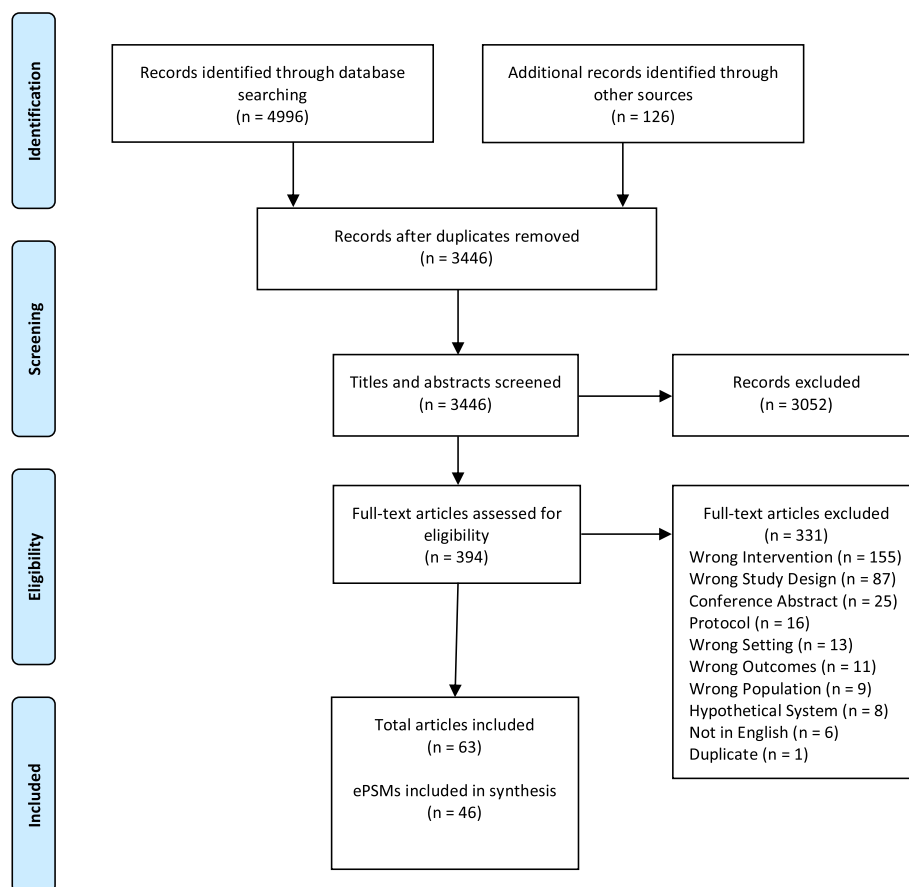 Identification
Records identified through database
searching
(n = 4996)
Additional records identified through
other sources
(n = 126)
Screening
Records after duplicates removed
(n = 3446)
Titles and abstracts screened
(n = 3446)
Records excluded
(n = 3052)
Eligibility
Full-text articles assessed for
eligibility
(n = 394)
Full-text articles excluded
(n = 331)
Wrong Intervention (n = 155)
Wrong Study Design (n = 87)
Conference Abstract (n = 25)
Protocol (n = 16)
Wrong Setting (n = 13)
Wrong Outcomes (n = 11)
Wrong Population (n = 9)
Hypothetical System (n = 8)
Not in English (n = 6)
Duplicate (n = 1)
Included
Total articles included
(n = 63)
ePSMs included in synthesis
(n = 46)